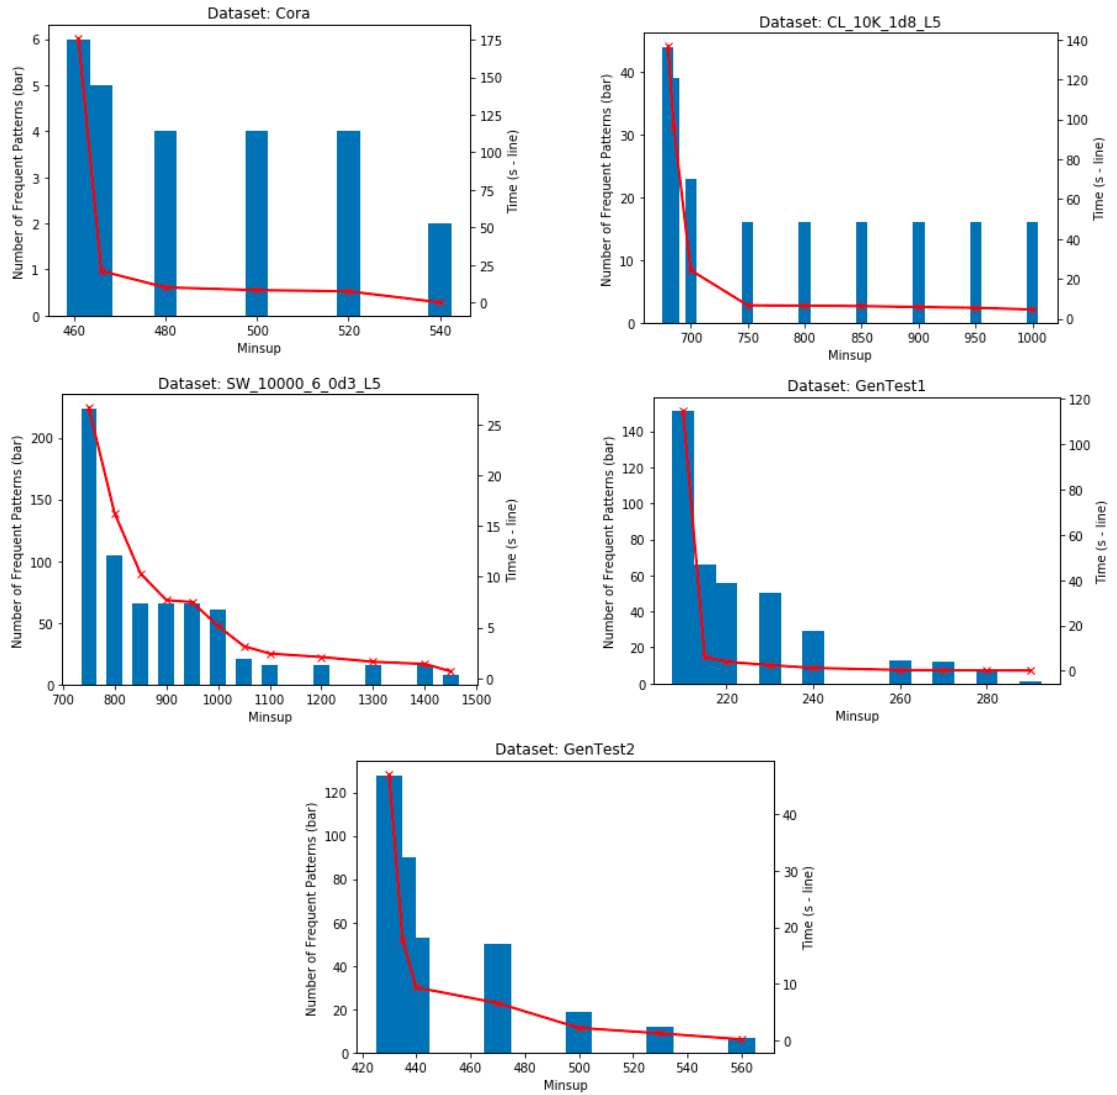 Dataset: Cora
Number of Frequent Patterns (bar)
6
5
4
3
2
1
0
175
150
125
100
75
50
25
0
Time (s - line)
460 480 500 520 540
Minsup
Dataset: CL_10K_1d8_L5
Number of Frequent Patterns (bar)
40
30
20
10
0
140
120
100
80
60
40
20
0
Time (s - line)
700 750 800 850 900 950 1000
Minsup
Dataset: SW_10000_6_0d3_L5
Number of Frequent Patterns (bar)
200
150
100
50
0
25
20
15
10
5
0
Time (s - line)
700 800 900 1000 1100 1200 1300 1400 1500
Minsup
Dataset: GenTest1
Number of Frequent Patterns (bar)
140
120
100
80
60
40
20
0
120
100
80
60
40
20
0
Time (s - line)
220 240 260 280
Minsup
Dataset: GenTest2
Number of Frequent Patterns (bar)
120
100
80
60
40
20
0
40
30
20
10
0
Time (s - line)
420 440 460 480 500 520 540 560
Minsup